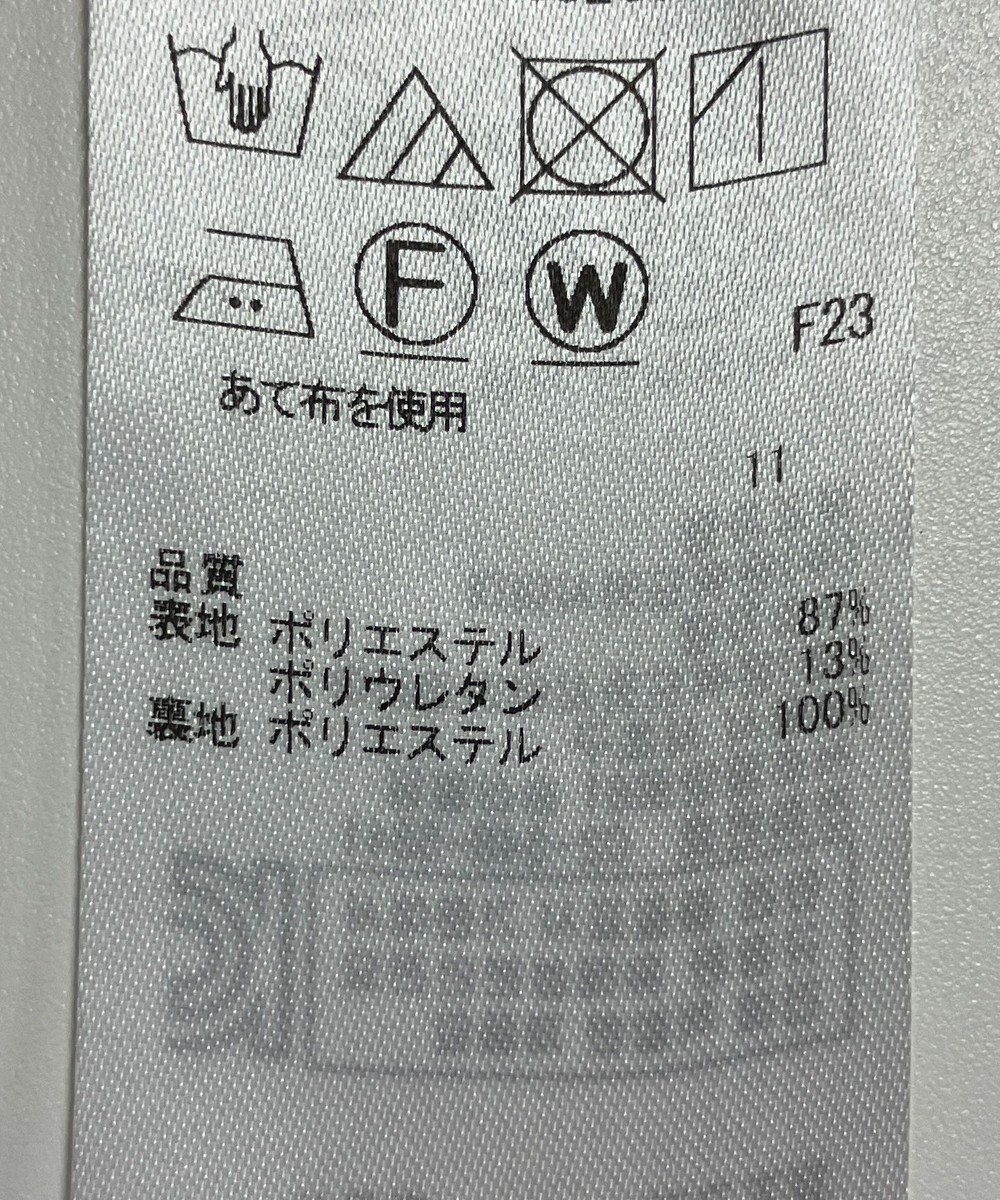 F W
F23
あて布を使用
11
品質
表地 ポリエステル 87%
ポリウレタン 13%
裏地 ポリエステル 100%